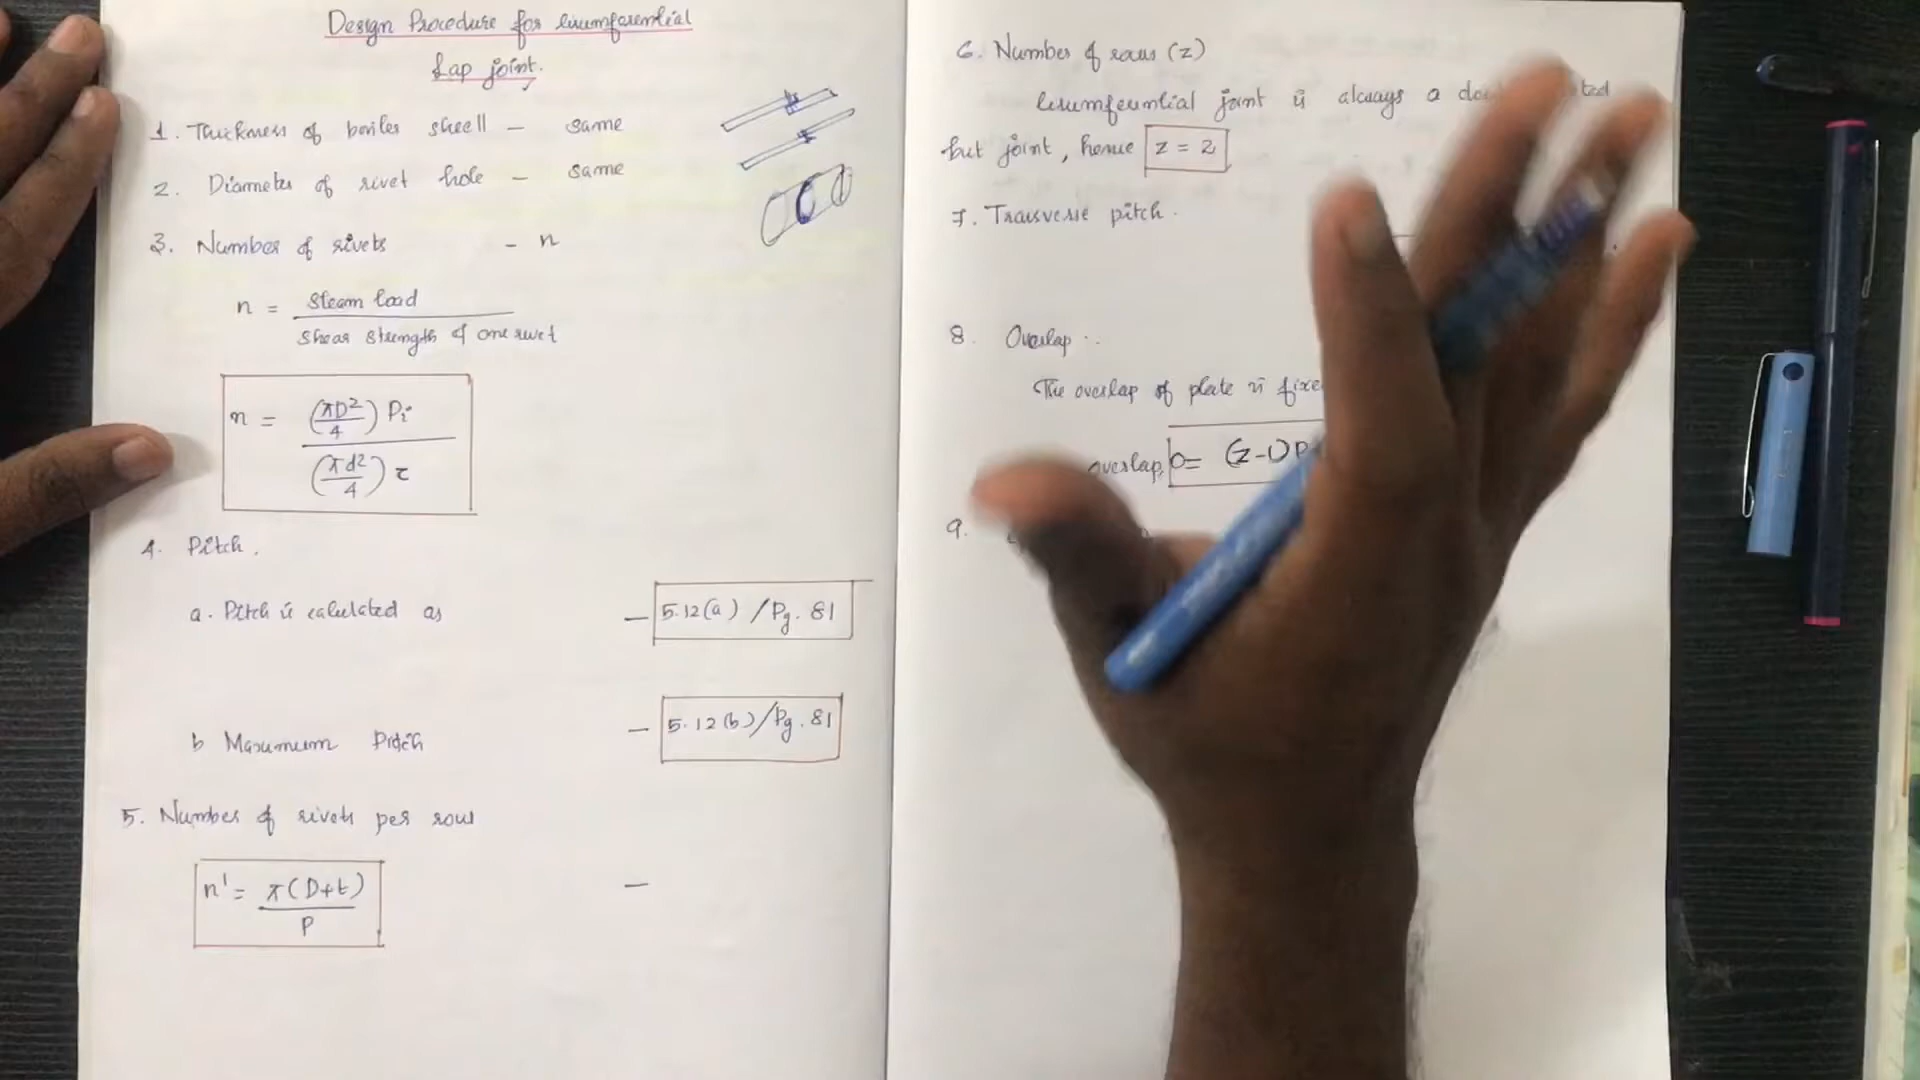 Design Procedure for circumferential
Lap joint.
1. Thickness of boiler shell - same
2. Diameter of rivet hole - same
3. Number of rivets - n
n = steam load / shear strength of one rivet
n = (πD²/4) Pi / (πd²/4) τ
4. Pitch.
a. Pitch is calculated as - 5.12(a) / Pg. 81
b Maximum Pitch - 5.12(b) / Pg. 81
5. Number of rivets per row
n' = π(D+t) / P -
6. Number of rows (z)
circumferential joint is always a
but joint, hence z = 2
7. Transverse pitch.
8. Overlap :.
The overlap of plate is
overlap, O = (z-1)P
9.